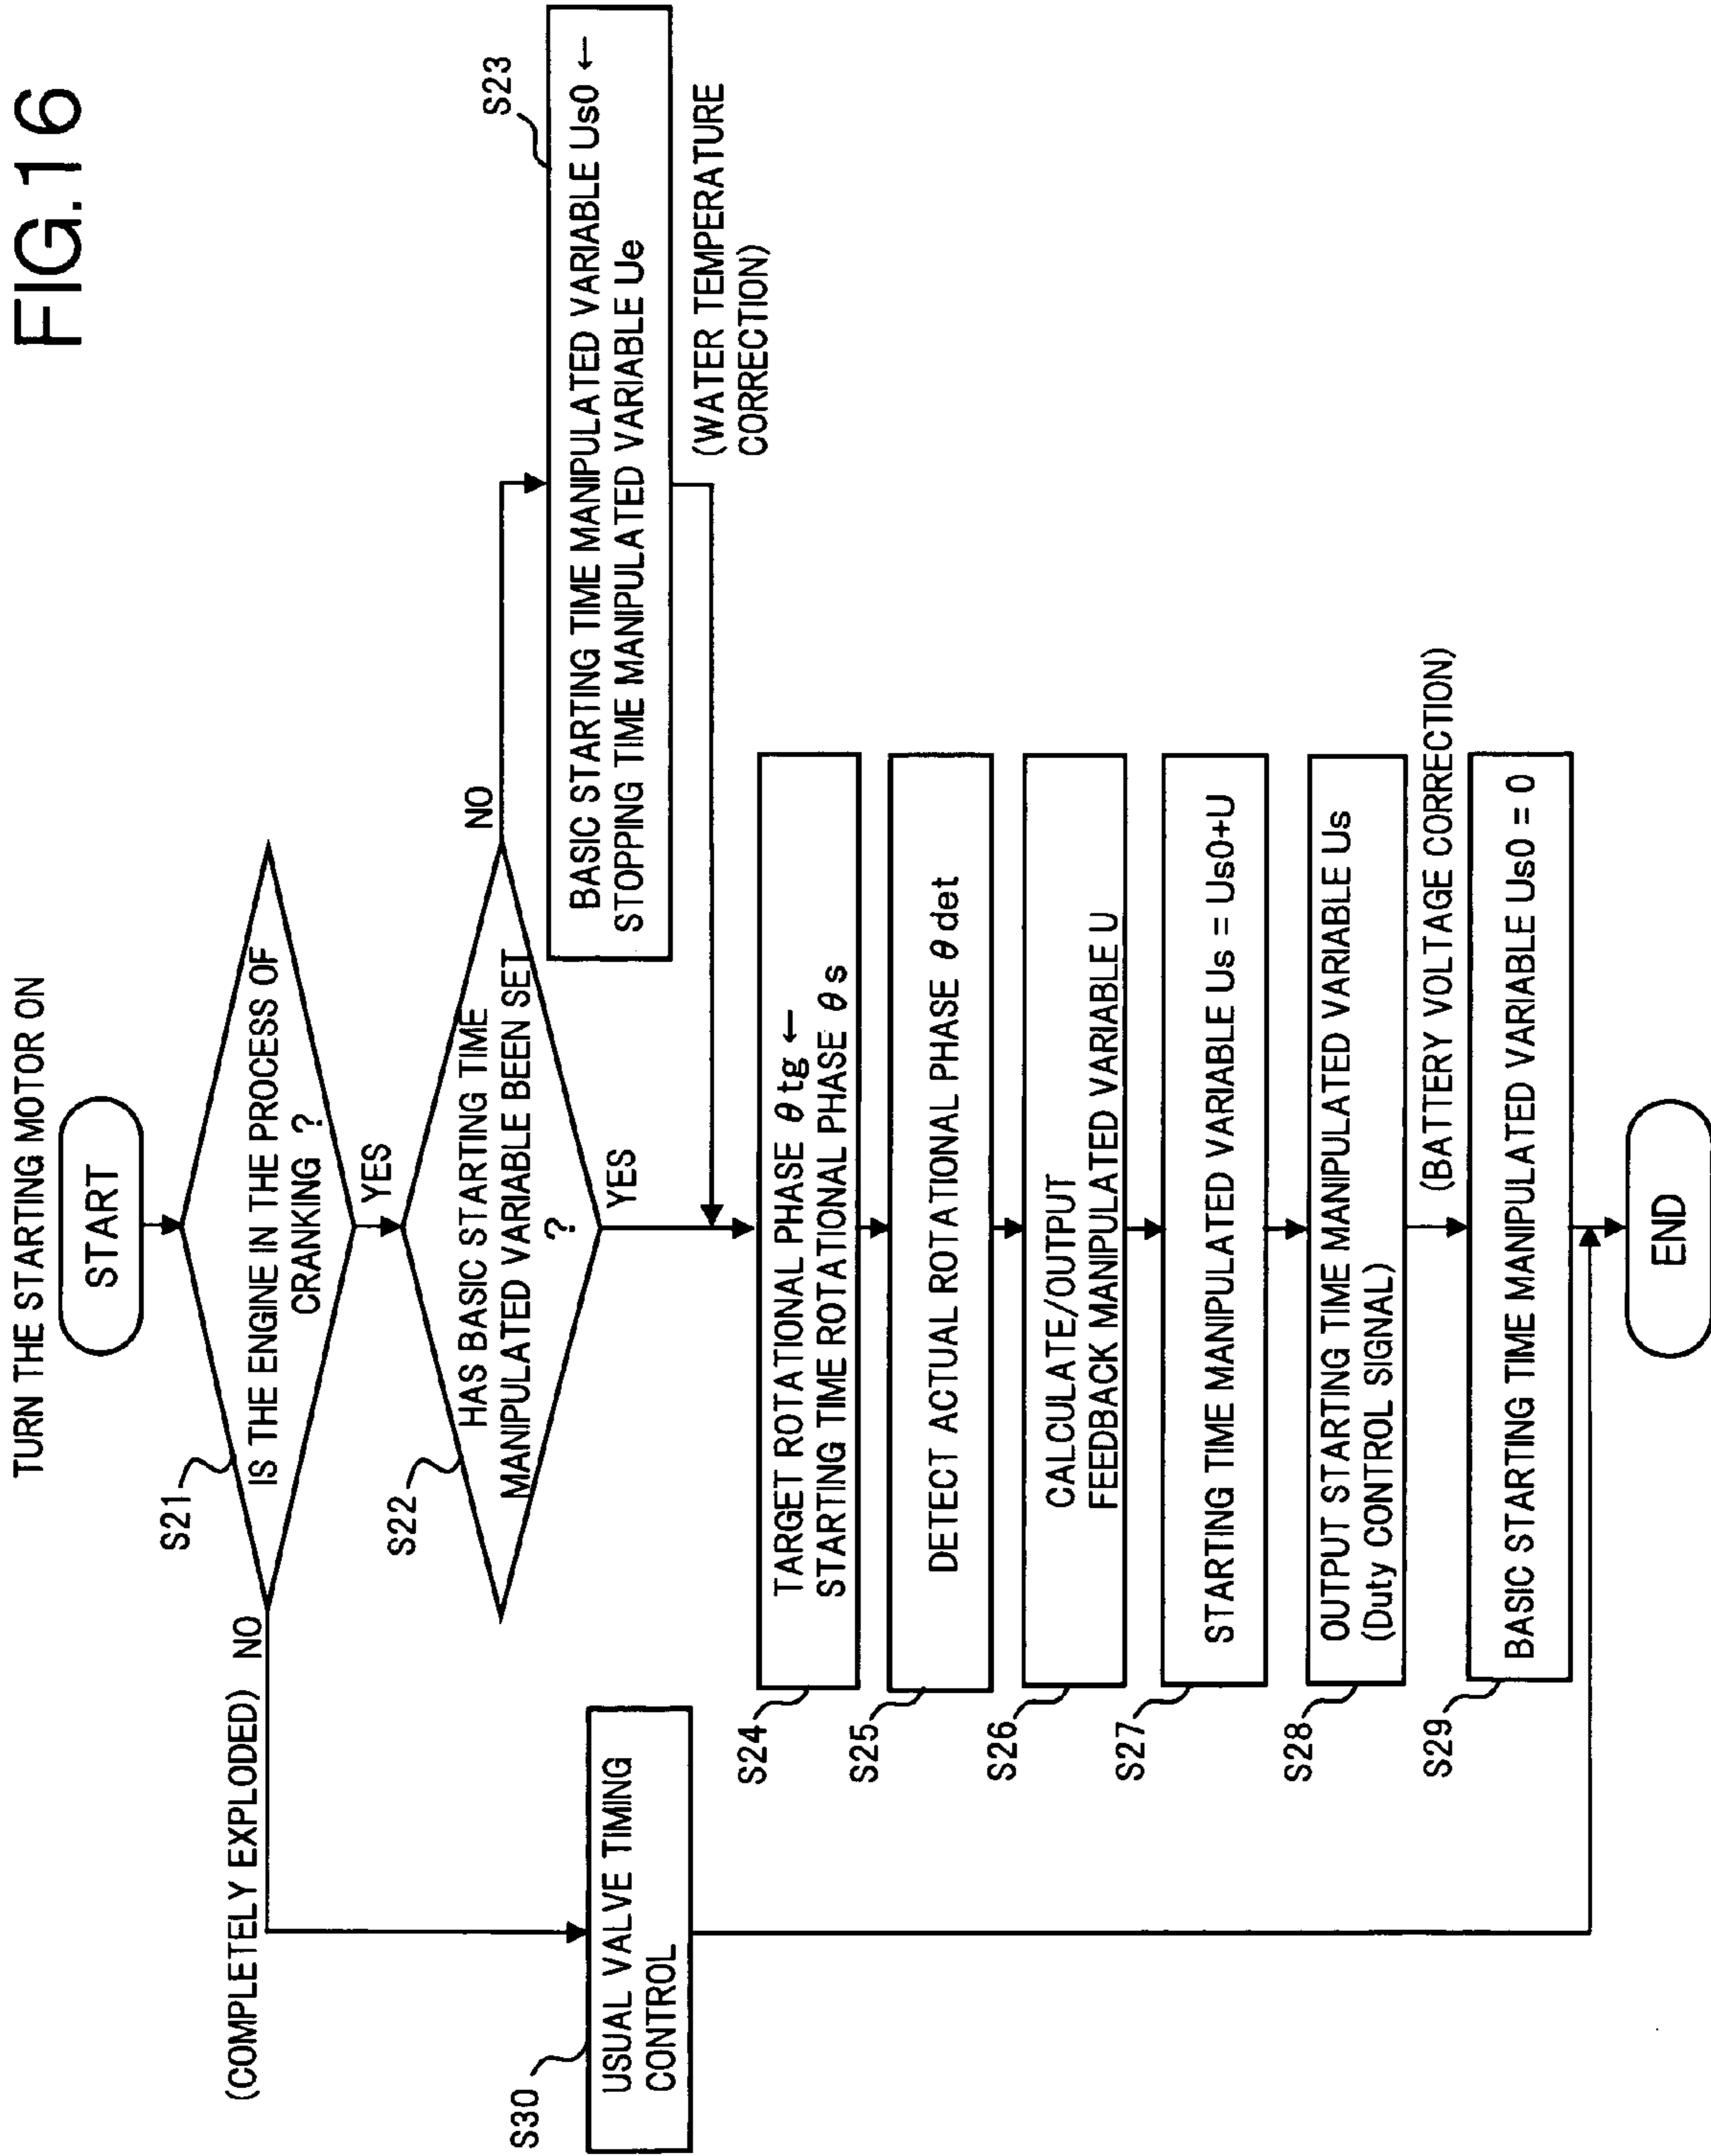 FIG.16
TURN THE STARTING MOTOR ON
START
S21
IS THE ENGINE IN THE PROCESS OF
CRANKING ?
(COMPLETELY EXPLODED) NO
YES
S22
HAS BASIC STARTING TIME
MANIPULATED VARIABLE BEEN SET
?
NO
YES
S23
BASIC STARTING TIME MANIPULATED VARIABLE Us0 ←
STOPPING TIME MANIPULATED VARIABLE Ue
(WATER TEMPERATURE
CORRECTION)
S30
USUAL VALVE TIMING
CONTROL
S24
TARGET ROTATIONAL PHASE θ tg ←
STARTING TIME ROTATIONAL PHASE θ s
S25
DETECT ACTUAL ROTATIONAL PHASE θ det
S26
CALCULATE/OUTPUT
FEEDBACK MANIPULATED VARIABLE U
S27
STARTING TIME MANIPULATED VARIABLE Us = Us0+U
S28
OUTPUT STARTING TIME MANIPULATED VARIABLE Us
(Duty CONTROL SIGNAL)
(BATTERY VOLTAGE CORRECTION)
S29
BASIC STARTING TIME MANIPULATED VARIABLE Us0 = 0
END